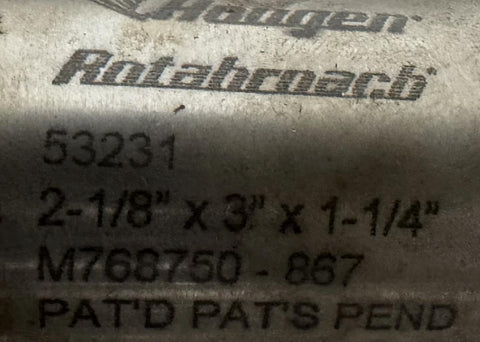 Hougen
Rotabroach®
53231
2-1/8" x 3" x 1-1/4"
M768750 - 867
PAT'D PAT'S PEND